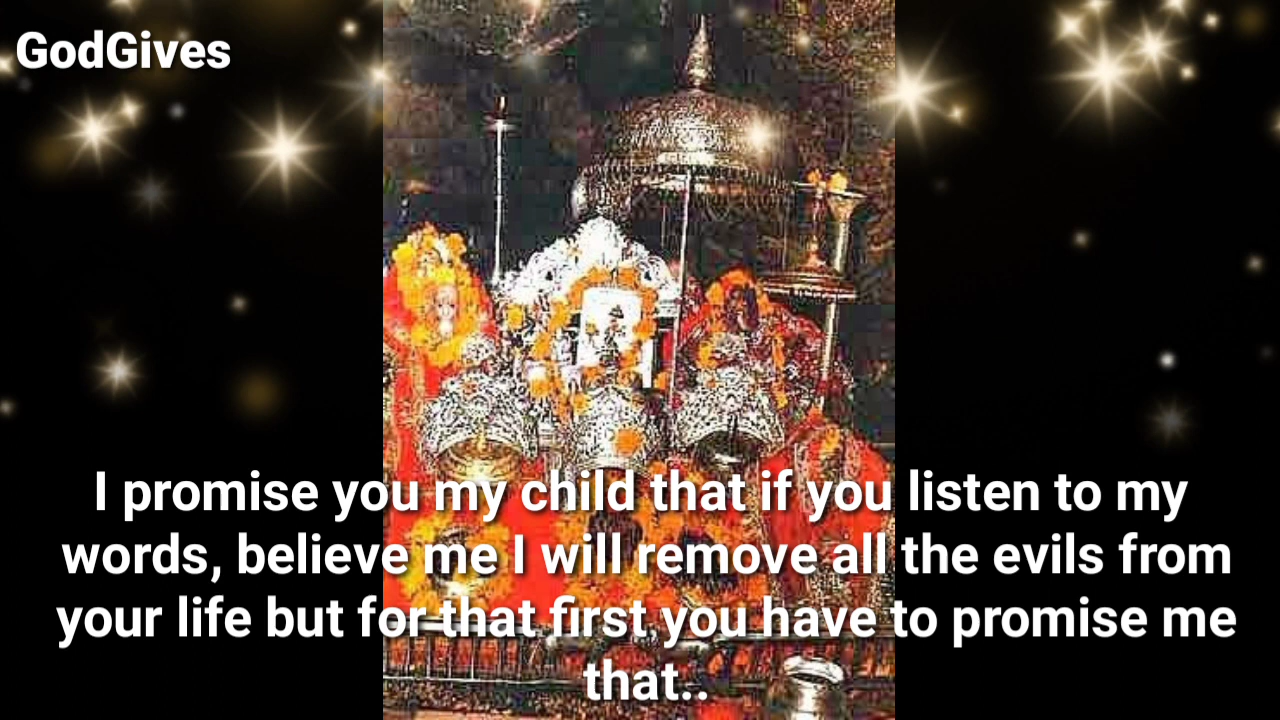 GodGives
I promise you my child that if you listen to my
words, believe me I will remove all the evils from
your life but for that first you have to promise me
that..